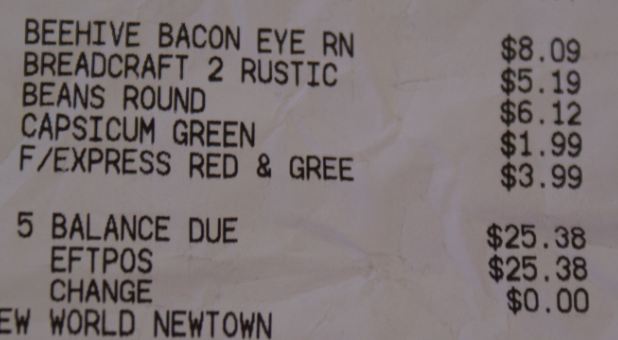 BEEHIVE BACON EYE RN $8.09
BREADCRAFT 2 RUSTIC $5.19
BEANS ROUND $6.12
CAPSICUM GREEN $1.99
F/EXPRESS RED & GREE $3.99
5 BALANCE DUE $25.38
EFTPOS $25.38
CHANGE $0.00
EW WORLD NEWTOWN